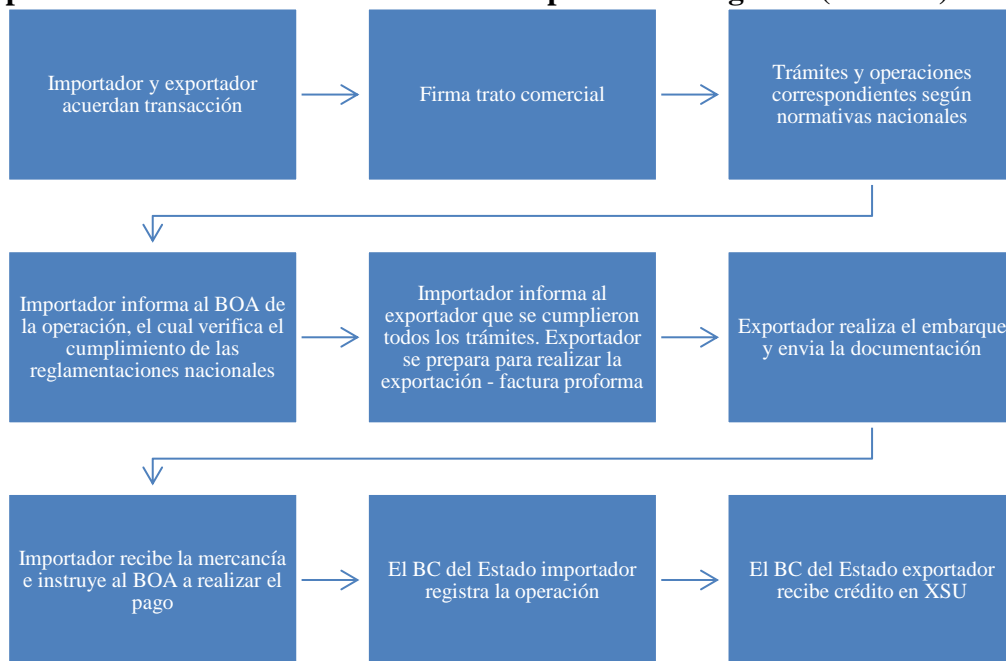 Importador y exportador
acuerdan transacción
Firma trato comercial
Trámites y operaciones
correspondientes según
normativas nacionales
Importador informa al BOA de
la operación, el cual verifica el
cumplimiento de las
reglamentaciones nacionales
Importador informa al
exportador que se cumplieron
todos los trámites. Exportador
se prepara para realizar la
exportación - factura proforma
Exportador realiza el embarque
y envia la documentación
Importador recibe la mercancía
e instruye al BOA a realizar el
pago
El BC del Estado importador
registra la operación
El BC del Estado exportador
recibe crédito en XSU